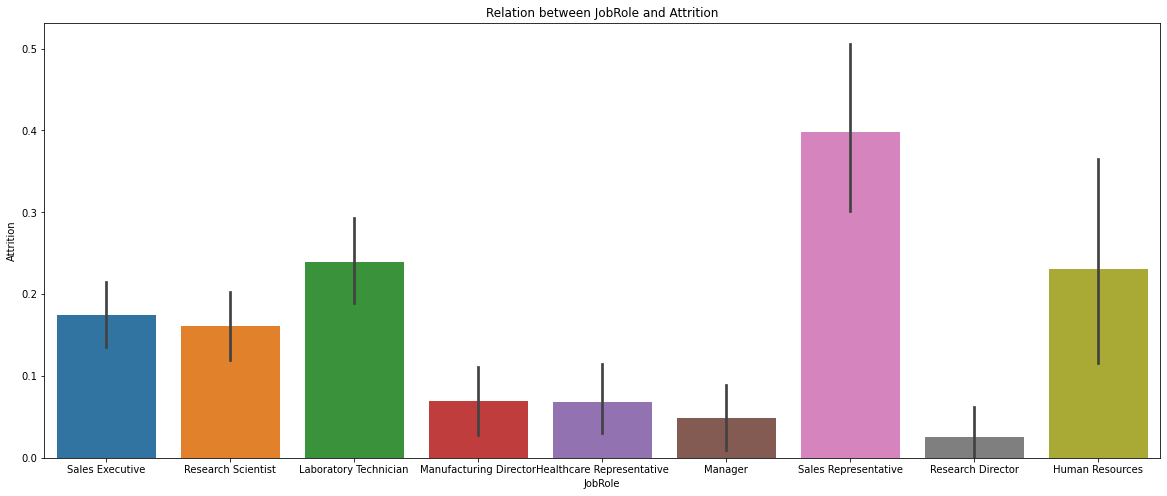 Relation between JobRole and Attrition
Attrition
0.5
0.4
0.3
0.2
0.1
0.0
Sales Executive Research Scientist Laboratory Technician Manufacturing Director Healthcare Representative Manager Sales Representative Research Director Human Resources
JobRole